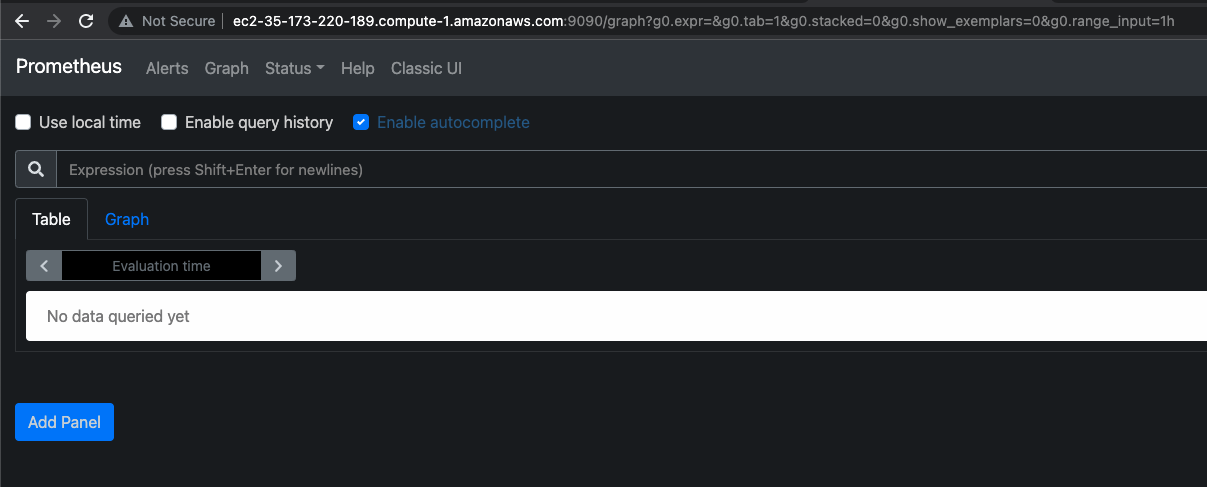 Not Secure | ec2-35-173-220-189.compute-1.amazonaws.com:9090/graph?g0.expr=&g0.tab=1&g0.stacked=0&g0.show_exemplars=0&g0.range_input=1h
Prometheus Alerts Graph Status Help Classic UI
Use local time Enable query history Enable autocomplete
Expression (press Shift+Enter for newlines)
Table Graph
Evaluation time
No data queried yet
Add Panel